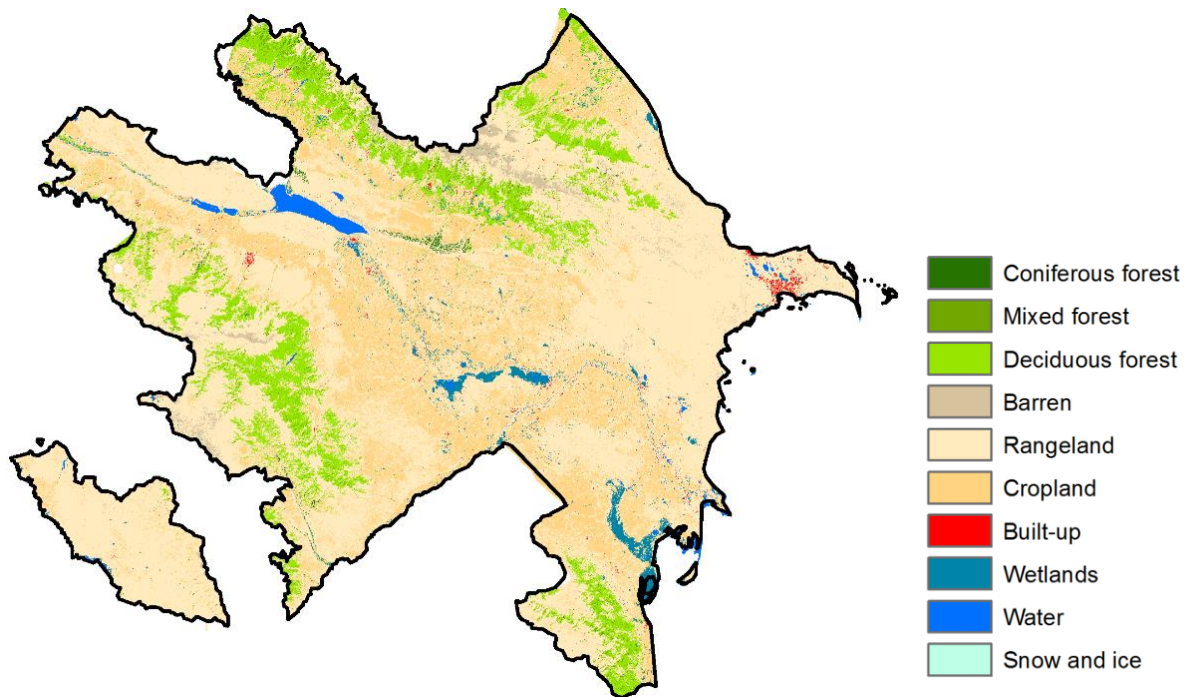 Coniferous forest
Mixed forest
Deciduous forest
Barren
Rangeland
Cropland
Built-up
Wetlands
Water
Snow and ice